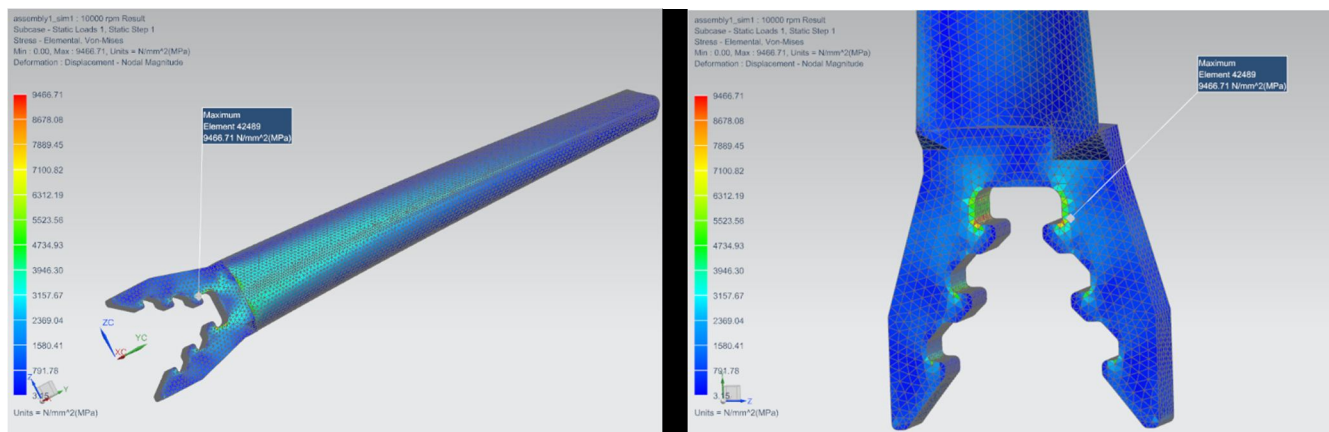 assembly1_sim1 : 10000 rpm Result
Subcase - Static Loads 1, Static Step 1
Stress - Elemental, Von-Mises
Min : 0.00, Max : 9466.71, Units = N/mm^2(MPa)
Deformation : Displacement - Nodal Magnitude
9466.71
8678.08
7889.45
7100.82
6312.19
5523.56
4734.93
3946.30
3157.67
2369.04
1580.41
791.78
Units = N/mm^2(MPa)
Maximum
Element 42489
9466.71 N/mm^2(MPa)
ZC
YC
XC
Z
Y
assembly1_sim1 : 10000 rpm Result
Subcase - Static Loads 1, Static Step 1
Stress - Elemental, Von-Mises
Min : 0.00, Max : 9466.71, Units = N/mm^2(MPa)
Deformation : Displacement - Nodal Magnitude
9466.71
8678.08
7889.45
7100.82
6312.19
5523.56
4734.93
3946.30
3157.67
2369.04
1580.41
791.78
3.15
Units = N/mm^2(MPa)
Maximum
Element 42489
9466.71 N/mm^2(MPa)
Z